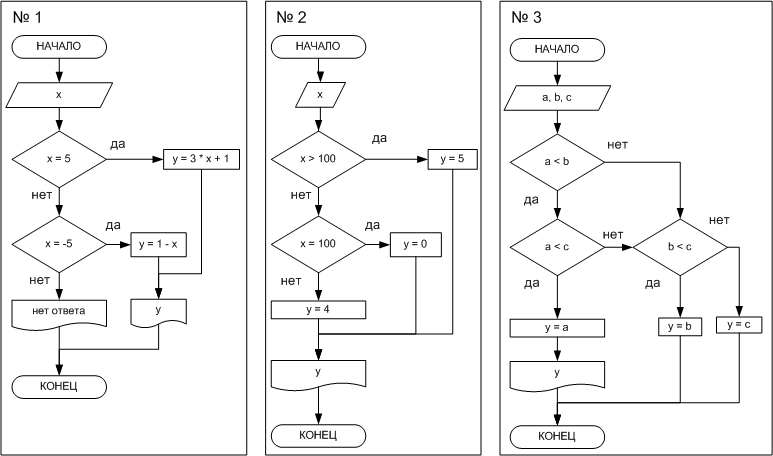 № 1
НАЧАЛО
x
x = 5
да
y = 3 * x + 1
нет
x = -5
да
y = 1 - x
нет
нет ответа
y
КОНЕЦ
№ 2
НАЧАЛО
x
x > 100
да
y = 5
нет
x = 100
да
y = 0
нет
y = 4
y
КОНЕЦ
№ 3
НАЧАЛО
a, b, c
a < b
нет
да
a < c
нет
b < c
нет
да
да
y = a
y = b
y = c
y
КОНЕЦ